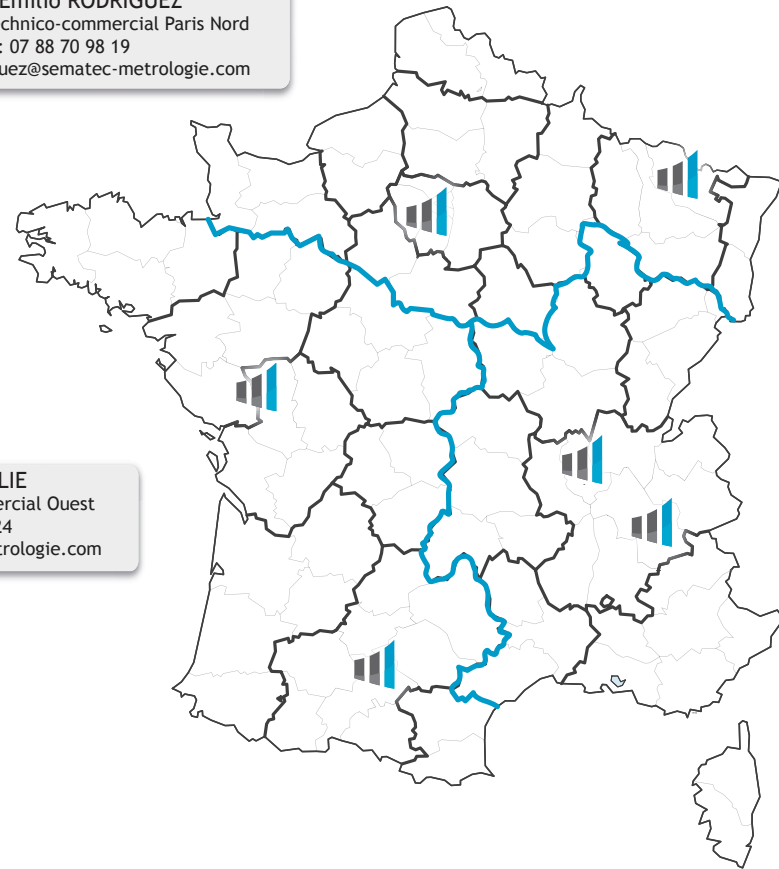 Emilio RODRIGUEZ
technico-commercial Paris Nord
: 07 88 70 98 19
uez@sematec-metrologie.com
LIE
ercial Ouest
24
trologie.com